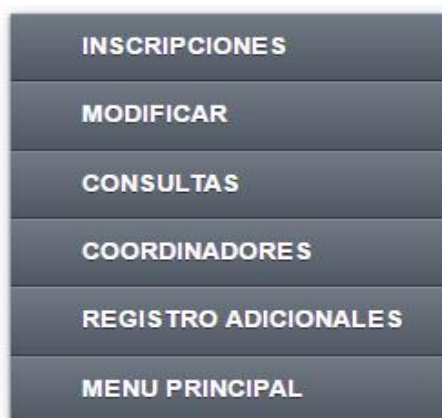 INSCRIPCIONES
MODIFICAR
CONSULTAS
COORDINADORES
REGISTRO ADICIONALES
MENU PRINCIPAL